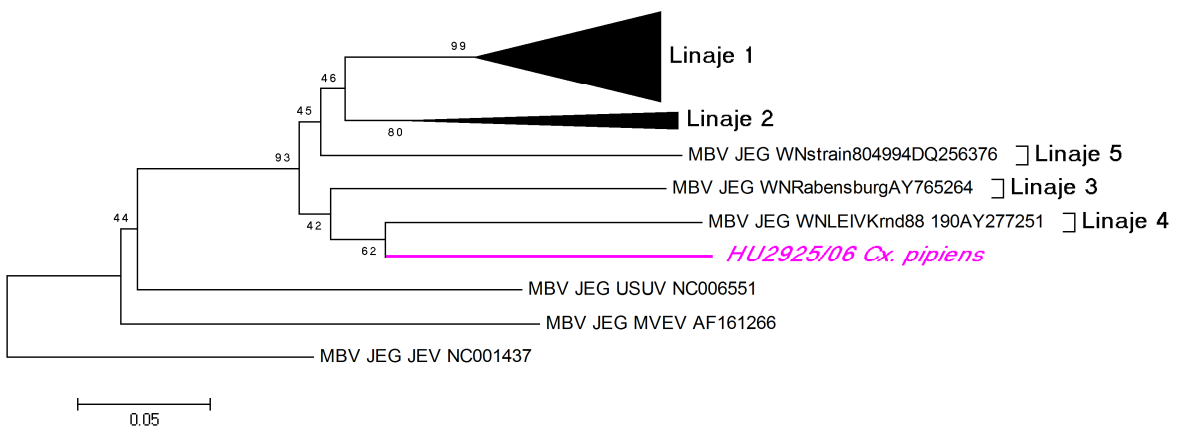 99
Linaje 1
46
45
80
Linaje 2
93
MBV JEG WNstrain804994DQ256376
Linaje 5
MBV JEG WNRabensburgAY765264
Linaje 3
44
42
MBV JEG WNLEIVKrnd88 190AY277251
Linaje 4
62
HU2925/06 Cx. pipiens
MBV JEG USUV NC006551
MBV JEG MVEV AF161266
MBV JEG JEV NC001437
0.05